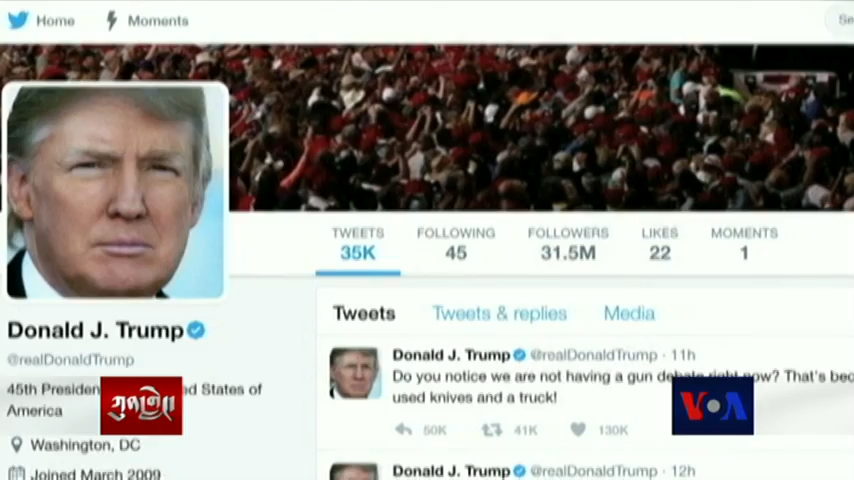 Home
Moments
Se
TWEETS FOLLOWING FOLLOWERS LIKES MOMENTS
35K 45 31.5M 22 1
Donald J. Trump
@realDonaldTrump
45th Presiden d States of
America
Washington, DC
Joined March 2009
Tweets Tweets & replies Media
Donald J. Trump @realDonaldTrump · 11h
Do you notice we are not having a gun debate right now? That's bec
used knives and a truck!
50K 41K 130K
Donald J. Trump @realDonaldTrump · 12h
VOA